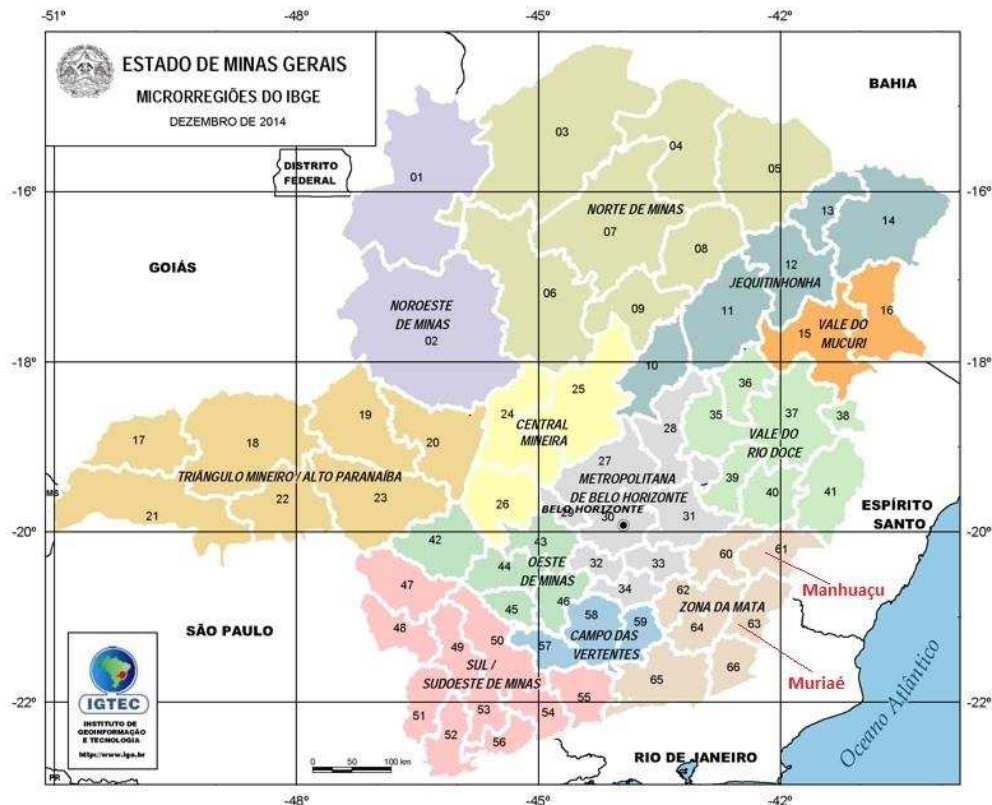 -51º
-48º
-45º
-42º
ESTADO DE MINAS GERAIS
MICRORREGIÕES DO IBGE
DEZEMBRO DE 2014
BAHIA
03
04
05
DISTRITO
FEDERAL
01
-16º
-16º
13
14
NORTE DE MINAS
07
08
12
GOIÁS
JEQUITINHONHA
06
09
11
16
NOROESTE
DE MINAS
02
15
VALE DO
MUCURI
-18º
-18º
10
25
36
24
19
20
CENTRAL
MINEIRA
35
37
38
28
17
18
VALE DO
RIO DOCE
27
TRIÂNGULO MINEIRO / ALTO PARANAÍBA
METROPOLITANA
DE BELO HORIZONTE
39
40
41
MS
22
23
26
21
29
BELO HORIZONTE
30
31
ESPÍRITO
SANTO
-20º
-20º
42
43
60
61
44
OESTE
DE MINAS
32
33
Manhuaçu
47
34
62
45
46
58
59
ZONA DA MATA
63
64
SÃO PAULO
48
49
50
57
CAMPO DAS
VERTENTES
SUL /
SUDOESTE DE MINAS
65
66
Muriaé
IGTEC
INSTITUTO DE
GEOINFORMAÇÃO
E TECNOLOGIA
http://www.iga.br
-22º
-22º
51
52
53
54
55
56
Oceano Atlântico
0
50
100 km
RIO DE JANEIRO
PR
-48º
-45º
-42º